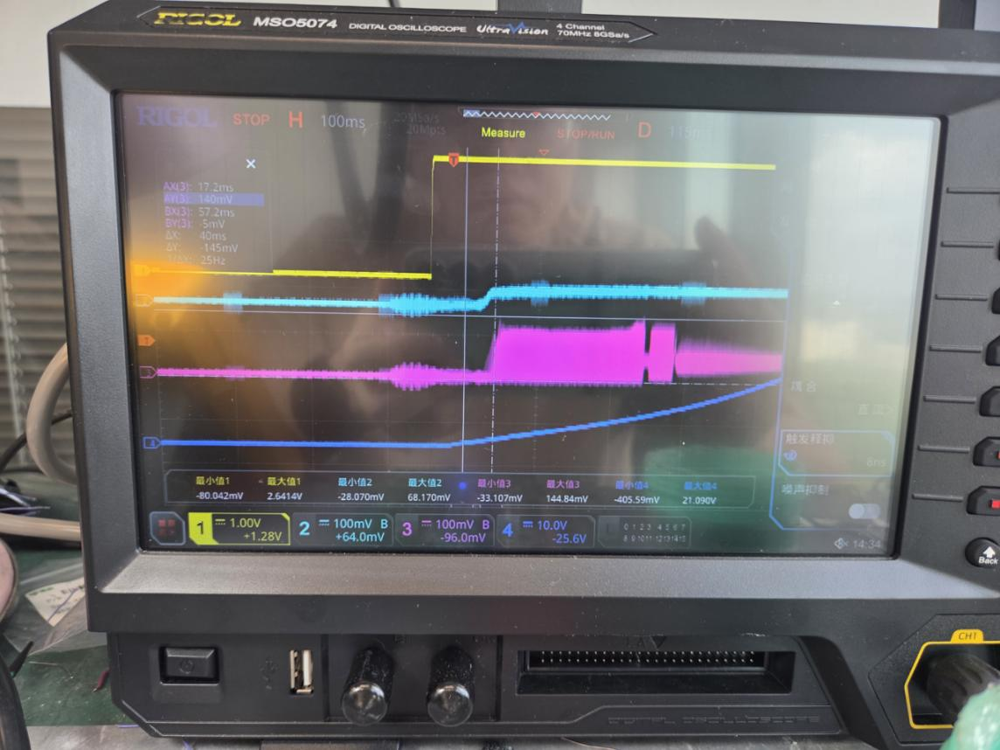 RIGOL MSO5074 DIGITAL OSCILLOSCOPE UltraVision 4 Channel
70MHz 8GSa/s
RIGOL STOP H 100ms
20Mpts
Measure STOP/RUN D
AX(3): 17.2ms
AY(3): 140mV
BX(3): 57.2ms
BY(3): -5mV
ΔX: 40ms
ΔY: -145mV
1/ΔX: 25Hz
T
4
直流
触发释抑
8ns
噪声抑制
最小值1 最大值1 最小值2 最大值2 最小值3 最大值3 最小值4 最大值4
-80.042mV 2.6414V -28.070mV 68.170mV -33.107mV 144.84mV -405.59mV 21.090V
1 1.00V
+1.28V
2 100mV B
+64.0mV
3 100mV B
-96.0mV
4 10.0V
-25.6V
L 0 1 2 3 4 5 6 7
8 9 10 11 12 13 14 15
14:34
Back
CH1